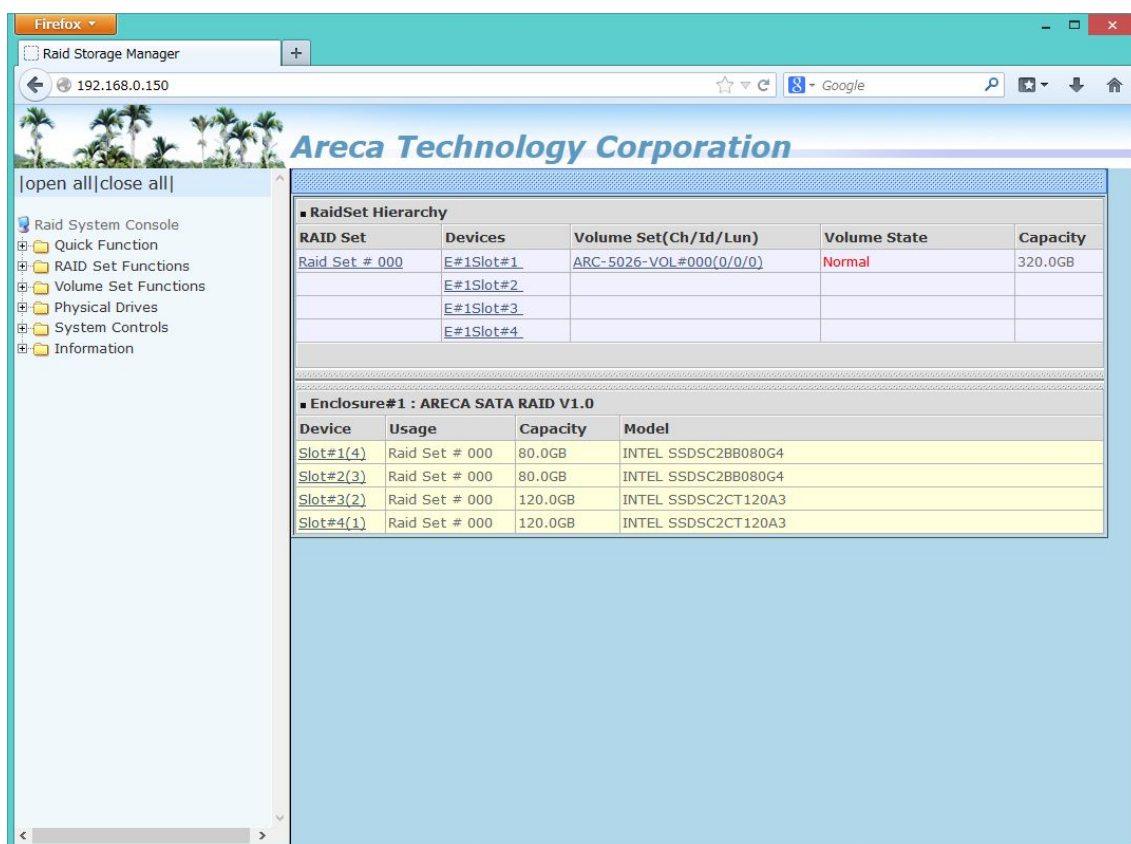 Firefox
Raid Storage Manager
192.168.0.150
8 Google
Areca Technology Corporation
|open all|close all|
Raid System Console
Quick Function
RAID Set Functions
Volume Set Functions
Physical Drives
System Controls
Information
RaidSet Hierarchy
RAID Set Devices Volume Set(Ch/Id/Lun) Volume State Capacity
Raid Set # 000 E#1Slot#1 ARC-5026-VOL#000(0/0/0) Normal 320.0GB
E#1Slot#2
E#1Slot#3
E#1Slot#4
Enclosure#1 : ARECA SATA RAID V1.0
Device Usage Capacity Model
Slot#1(4) Raid Set # 000 80.0GB INTEL SSDSC2BB080G4
Slot#2(3) Raid Set # 000 80.0GB INTEL SSDSC2BB080G4
Slot#3(2) Raid Set # 000 120.0GB INTEL SSDSC2CT120A3
Slot#4(1) Raid Set # 000 120.0GB INTEL SSDSC2CT120A3